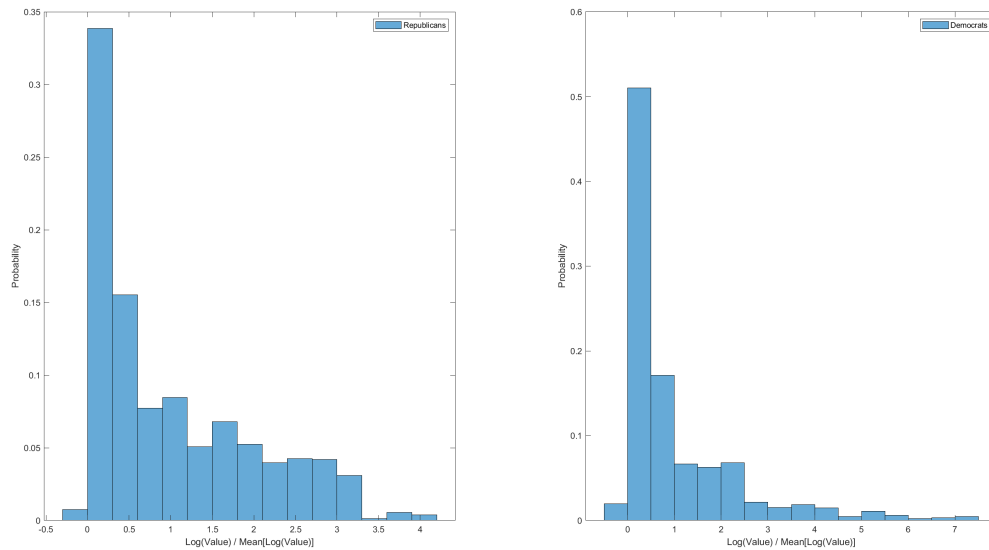 Republicans
0.35
0.3
0.25
0.2
0.15
0.1
0.05
0
Probability
-0.5 0 0.5 1 1.5 2 2.5 3 3.5 4
Log(Value) / Mean[Log(Value)]
Democrats
0.6
0.5
0.4
0.3
0.2
0.1
0
Probability
0 1 2 3 4 5 6 7
Log(Value) / Mean[Log(Value)]